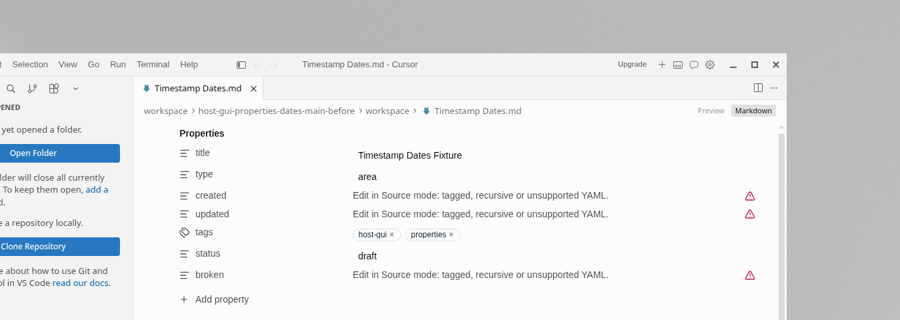 Selection View Go Run Terminal Help
Timestamp Dates.md - Cursor
Upgrade
Timestamp Dates.md
workspace > host-gui-properties-dates-main-before > workspace > Timestamp Dates.md
Preview Markdown
yet opened a folder.
Open Folder
will close all currently
To keep them open, add a
a repository locally.
Clone Repository
about how to use Git and
in VS Code read our docs.
Properties
title Timestamp Dates Fixture
type area
created Edit in Source mode: tagged, recursive or unsupported YAML.
updated Edit in Source mode: tagged, recursive or unsupported YAML.
tags host-gui × properties ×
status draft
broken Edit in Source mode: tagged, recursive or unsupported YAML.
+ Add property